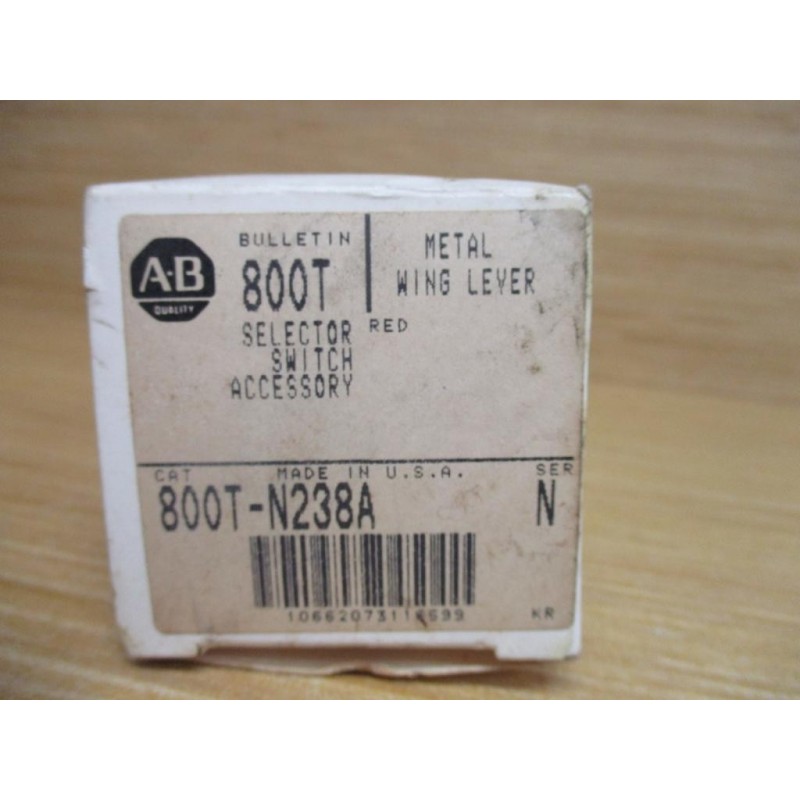 A-B
QUALITY
BULLETIN
800T
SELECTOR
SWITCH
ACCESSORY
METAL
WING LEVER
RED
CAT
MADE IN U.S.A.
SER
800T-N238A
N
KR